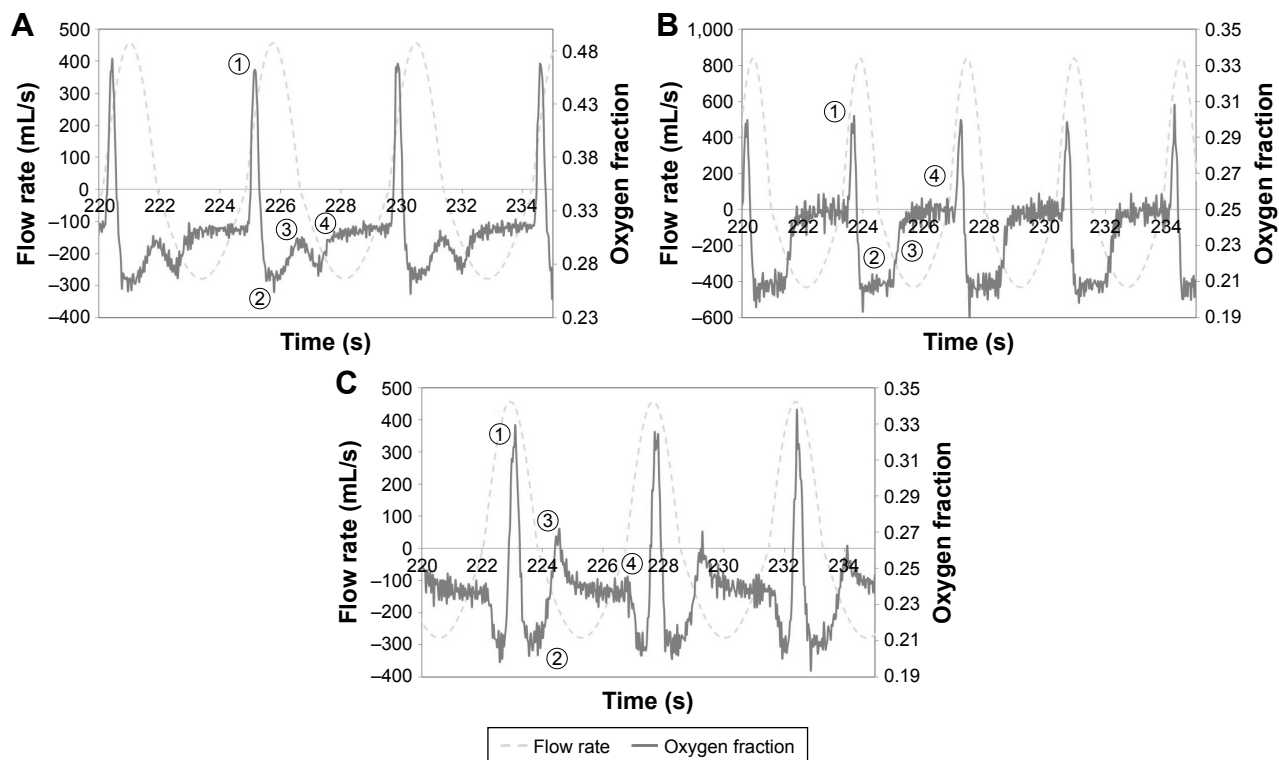 A
Flow rate (mL/s)
500
400
300
200
100
0
–100
–200
–300
–400
220 222 224 226 228 230 232 234
Time (s)
0.48
0.43
0.38
0.33
0.28
0.23
Oxygen fraction
① ② ③ ④
B
Flow rate (mL/s)
1,000
800
600
400
200
0
–200
–400
–600
220 222 224 226 228 230 232 234
Time (s)
0.35
0.33
0.31
0.29
0.27
0.25
0.23
0.21
0.19
Oxygen fraction
① ② ③ ④
C
Flow rate (mL/s)
500
400
300
200
100
0
–100
–200
–300
–400
220 222 224 226 228 230 232 234
Time (s)
0.35
0.33
0.31
0.29
0.27
0.25
0.23
0.21
0.19
Oxygen fraction
① ② ③ ④
Flow rate Oxygen fraction